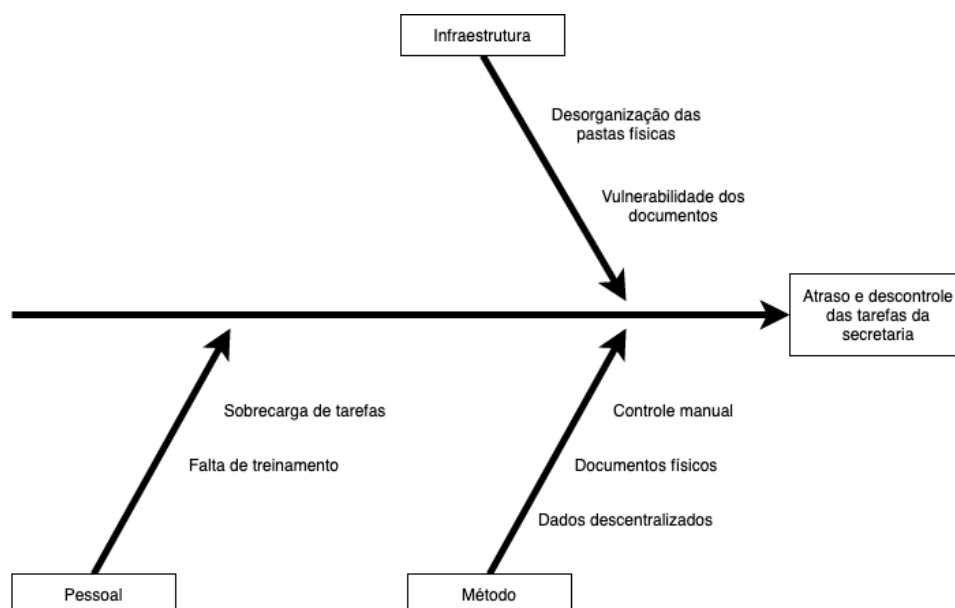 Infraestrutura
Desorganização das
pastas físicas
Vulnerabilidade dos
documentos
Atraso e descontrole
das tarefas da
secretaria
Sobrecarga de tarefas
Falta de treinamento
Controle manual
Documentos físicos
Dados descentralizados
Pessoal
Método